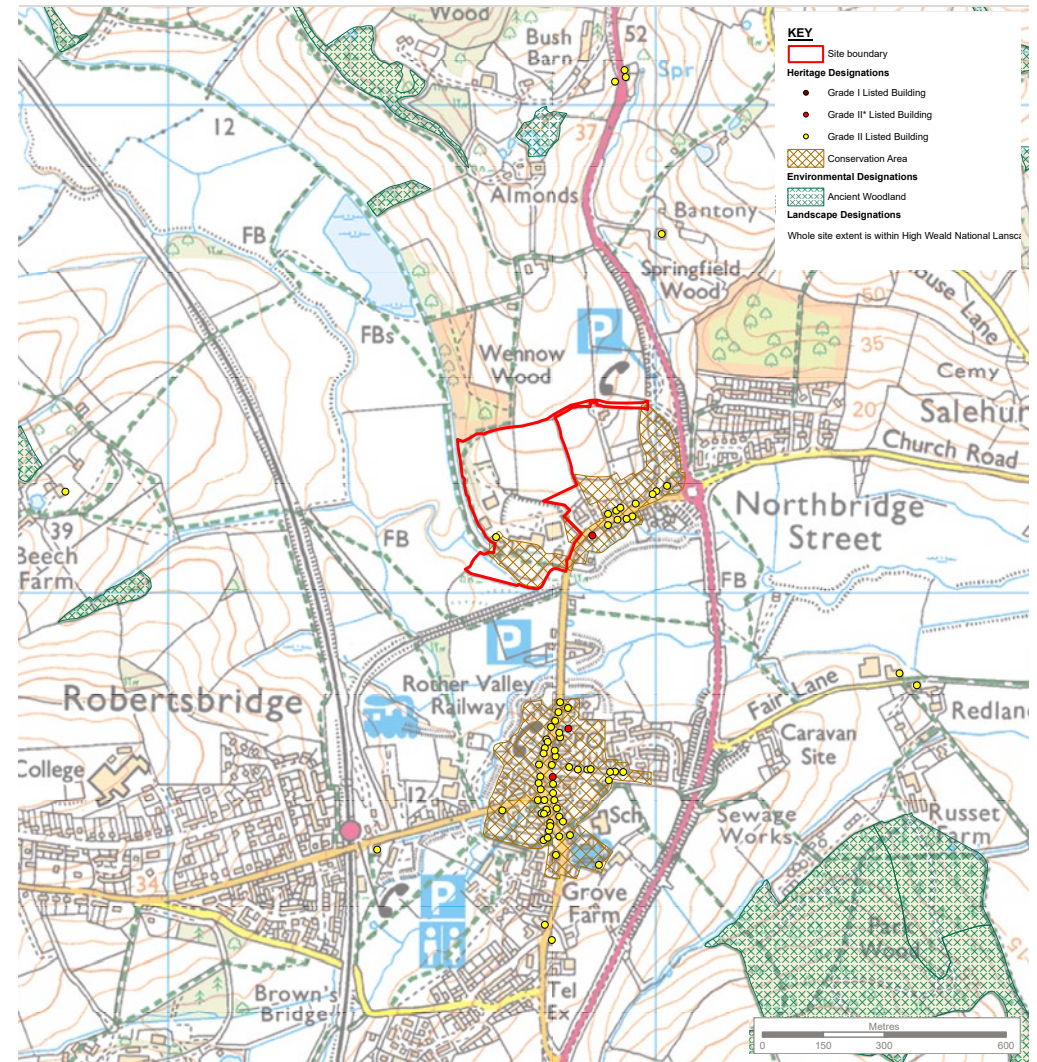 Wood
Bush
Barn
52
Spr
12
37
Almonds
Bantony
FB
Springfield
Wood
50
FBs
P
Wennow
Wood
35
Cemy
20
Salehur
Church Road
Northbridge
Street
39
Beech
Farm
FB
FB
P
Robertsbridge
Rother Valley
Railway
Fair Lane
Redlan
Caravan
Site
College
12
Sch
Sewage
Works
Russet
34
P
Grove
Farm
Park
Wood
Brown's
Bridge
Tel
Ex
KEY
Site boundary
Heritage Designations
Grade I Listed Building
Grade II* Listed Building
Grade II Listed Building
Conservation Area
Environmental Designations
Ancient Woodland
Landscape Designations
Whole site extent is within High Weald National Lansca
Metres
0 150 300 600